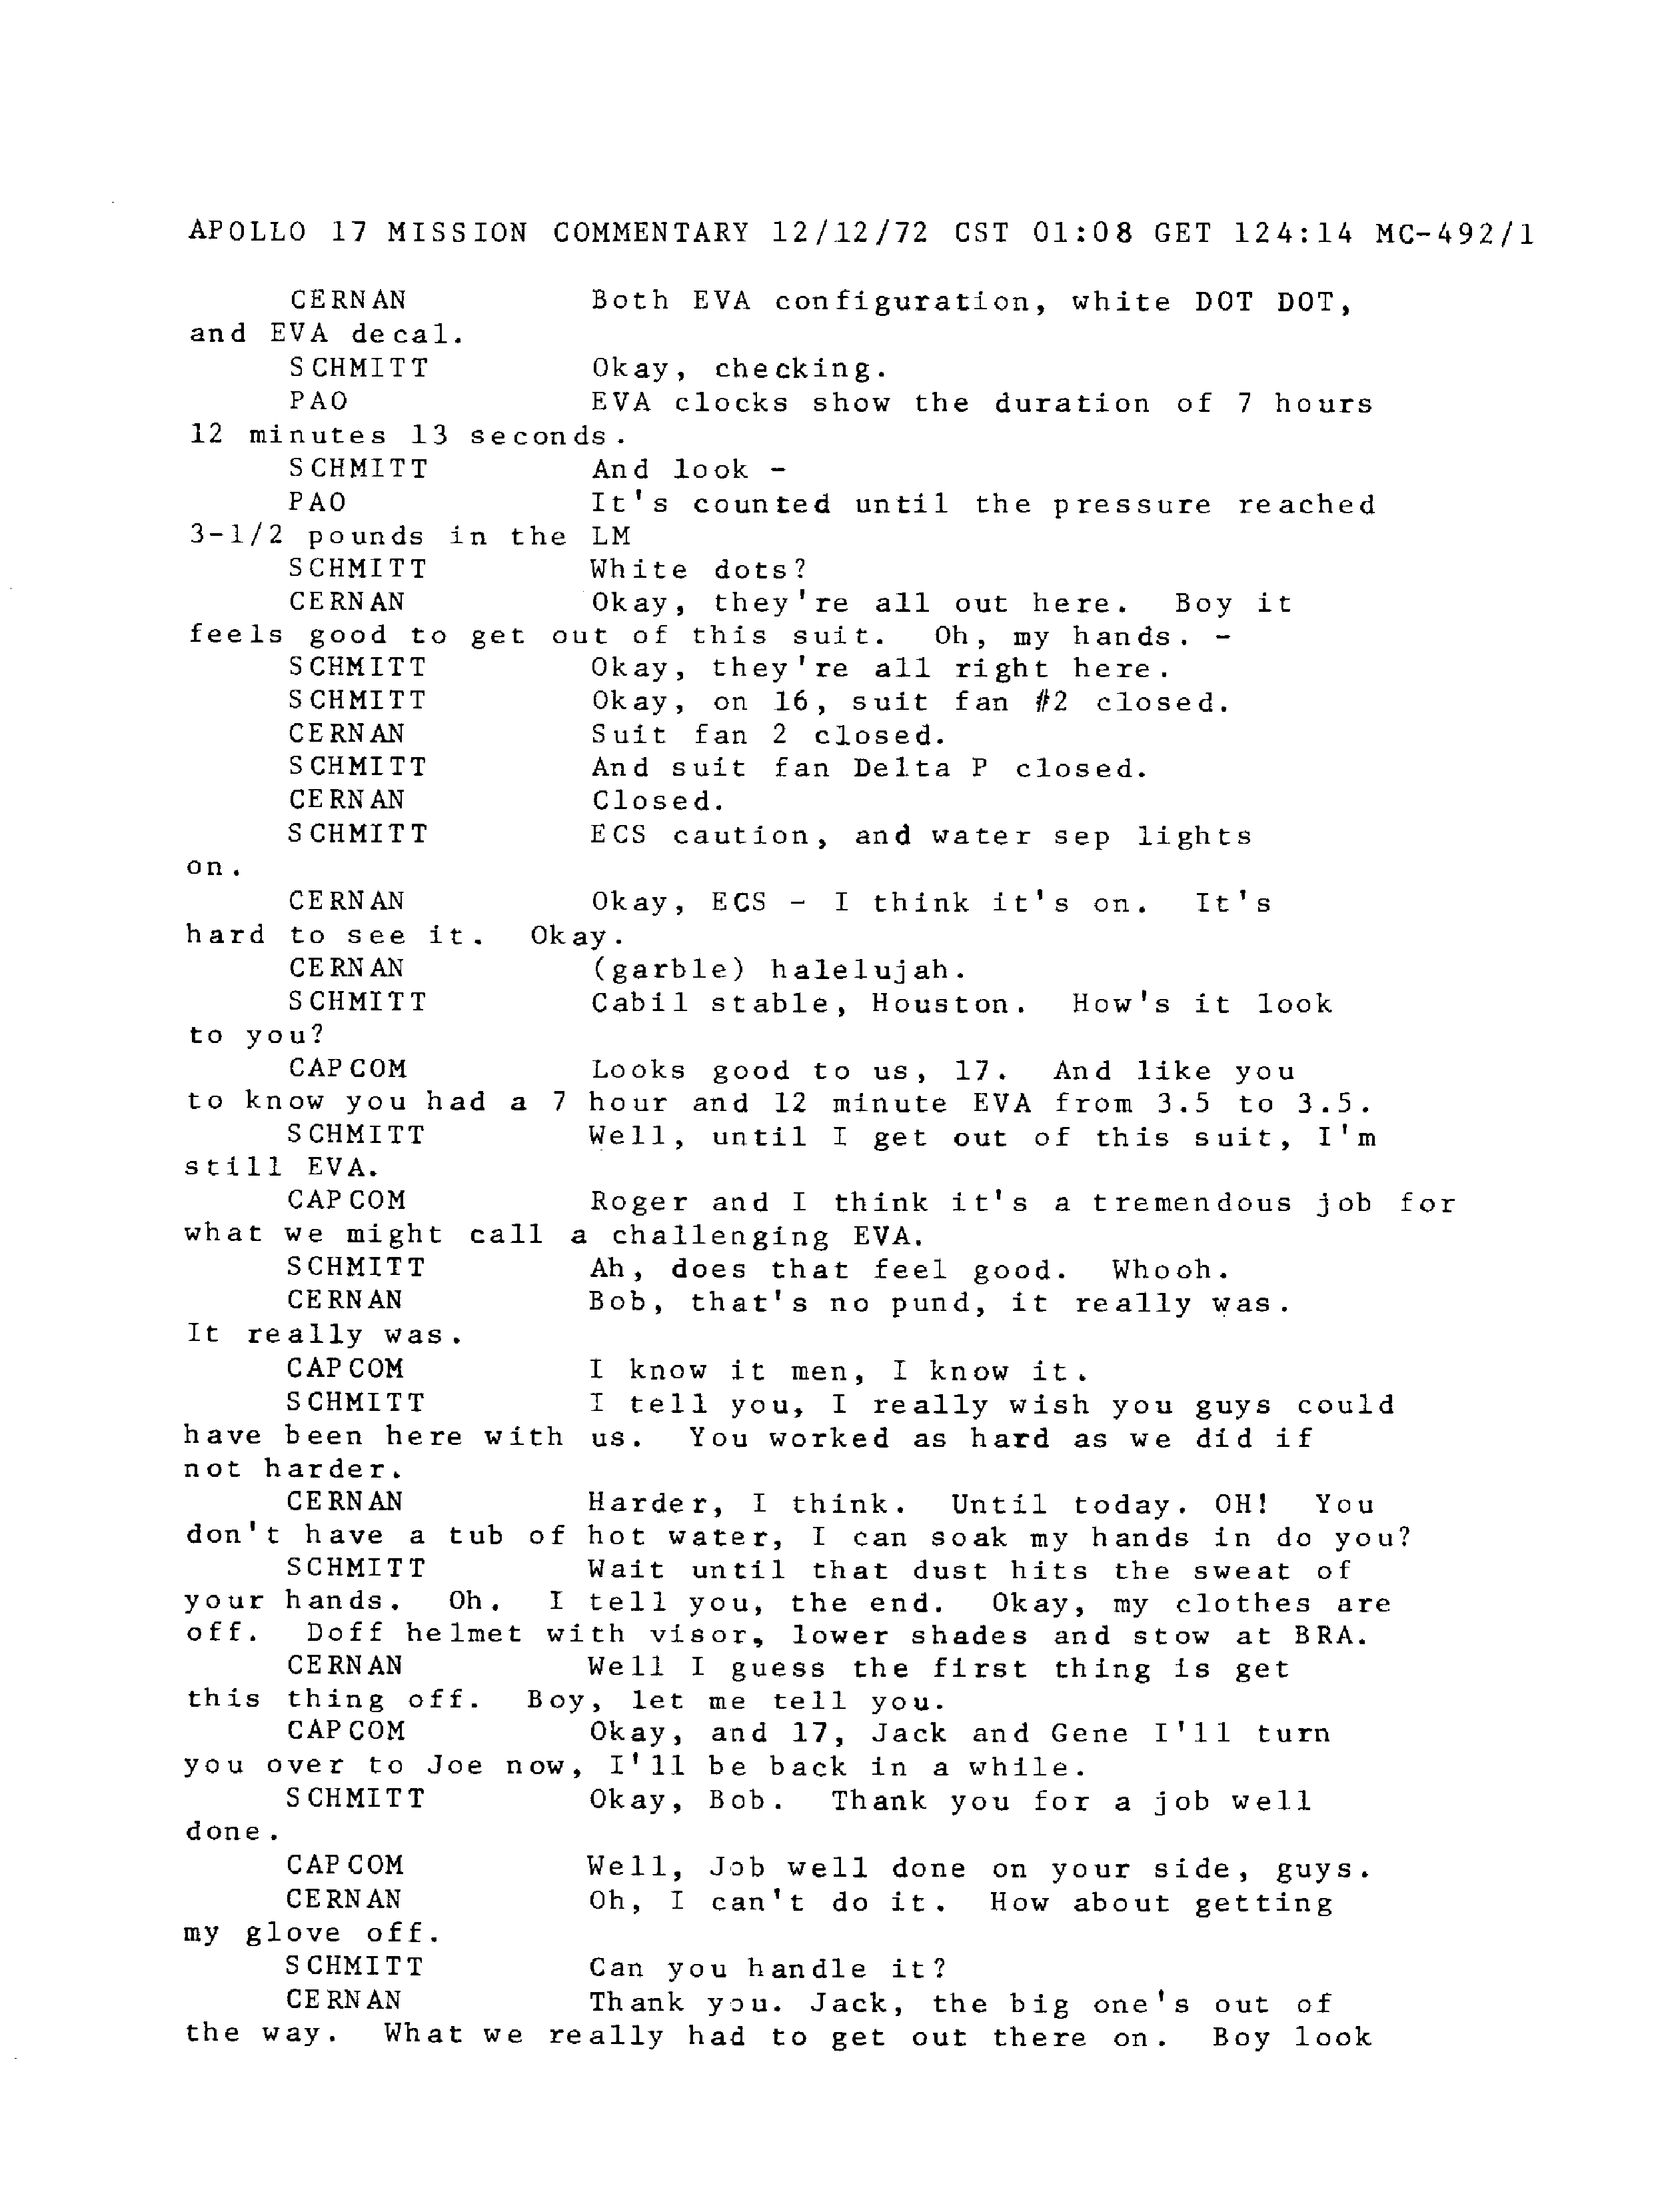 APOLLO 17 MISSION COMMENTARY 12/12/72 CST 01:08 GET 124:14 MC-492/1
CERNAN Both EVA configuration, white DOT DOT,
and EVA decal.
SCHMITT Okay, checking.
PAO EVA clocks show the duration of 7 hours
12 minutes 13 seconds.
SCHMITT And look -
PAO It's counted until the pressure reached
3-1/2 pounds in the LM
SCHMITT White dots?
CERNAN Okay, they're all out here. Boy it
feels good to get out of this suit. Oh, my hands. -
SCHMITT Okay, they're all right here.
SCHMITT Okay, on 16, suit fan #2 closed.
CERNAN Suit fan 2 closed.
SCHMITT And suit fan Delta P closed.
CERNAN Closed.
SCHMITT ECS caution, and water sep lights
on.
CERNAN Okay, ECS - I think it's on. It's
hard to see it. Okay.
CERNAN (garble) halelujah.
SCHMITT Cabil stable, Houston. How's it look
to you?
CAPCOM Looks good to us, 17. And like you
to know you had a 7 hour and 12 minute EVA from 3.5 to 3.5.
SCHMITT Well, until I get out of this suit, I'm
still EVA.
CAPCOM Roger and I think it's a tremendous job for
what we might call a challenging EVA.
SCHMITT Ah, does that feel good. Whooh.
CERNAN Bob, that's no pund, it really was.
It really was.
CAPCOM I know it men, I know it.
SCHMITT I tell you, I really wish you guys could
have been here with us. You worked as hard as we did if
not harder.
CERNAN Harder, I think. Until today. OH! You
don't have a tub of hot water, I can soak my hands in do you?
SCHMITT Wait until that dust hits the sweat of
your hands. Oh. I tell you, the end. Okay, my clothes are
off. Doff helmet with visor, lower shades and stow at BRA.
CERNAN Well I guess the first thing is get
this thing off. Boy, let me tell you.
CAPCOM Okay, and 17, Jack and Gene I'll turn
you over to Joe now, I'll be back in a while.
SCHMITT Okay, Bob. Thank you for a job well
done.
CAPCOM Well, Job well done on your side, guys.
CERNAN Oh, I can't do it. How about getting
my glove off.
SCHMITT Can you handle it?
CERNAN Thank you. Jack, the big one's out of
the way. What we really had to get out there on. Boy look